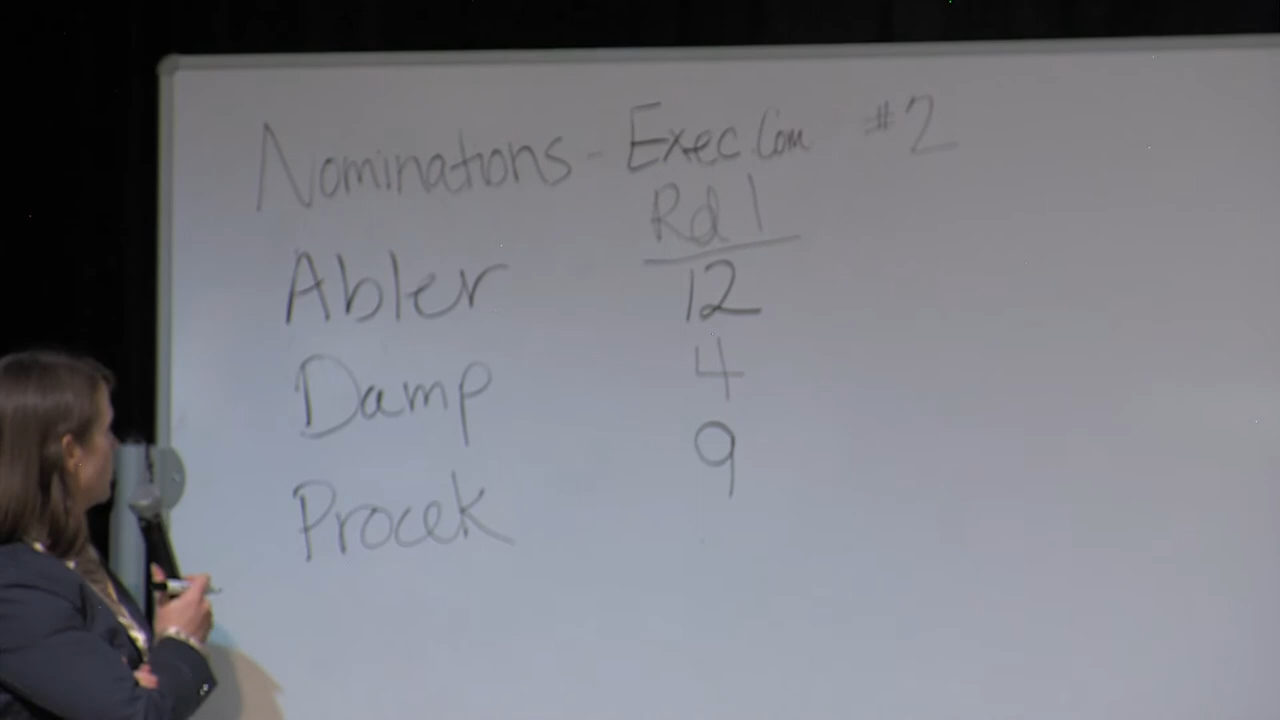 Nominations - Exec. Com #2
Rd 1
Abler 12
Damp 4
Procek 9